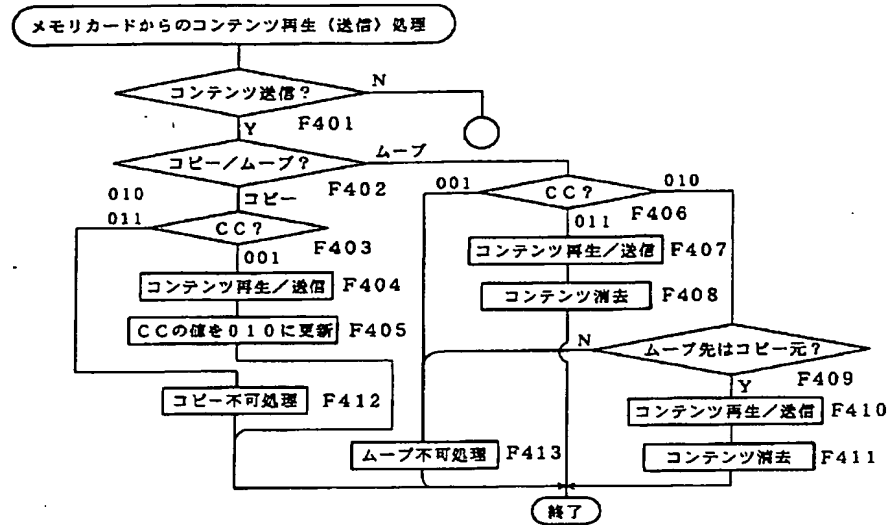 メモリカードからのコンテンツ再生（送信）処理
コンテンツ送信？
N
Y
F401
コピー／ムーブ？
ムーブ
F402
コピー
010
011
CC？
F403
001
001
CC？
010
F406
011
コンテンツ再生／送信
F404
コンテンツ再生／送信
F407
CCの値を010に更新
F405
コンテンツ消去
F408
N
ムーブ先はコピー元？
F409
Y
コピー不可処理
F412
コンテンツ再生／送信
F410
ムーブ不可処理
F413
コンテンツ消去
F411
終了